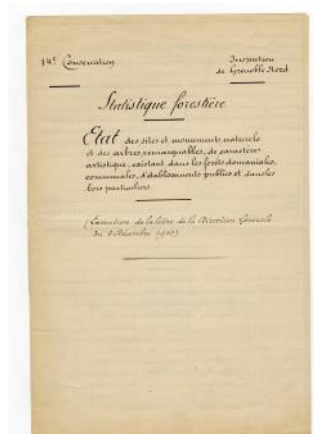 14e Conservation
Inspection
de Grenoble Nord
Statistique forestière
Etat des sites et monuments naturels
et des arbres remarquables, de caractère
artistique, existant dans les forêts domaniales,
communales, d'établissements publics et dans les
bois particuliers.
(Exécution de la lettre de la Direction Générale
du Décembre